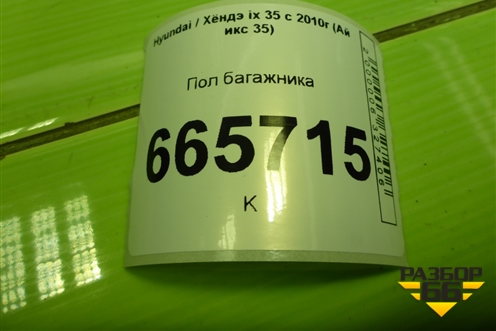 Hyundai / Хёндэ ix 35 с 2010г (Ай
икс 35)
Пол багажника
665715
К
РАЗБОР
66